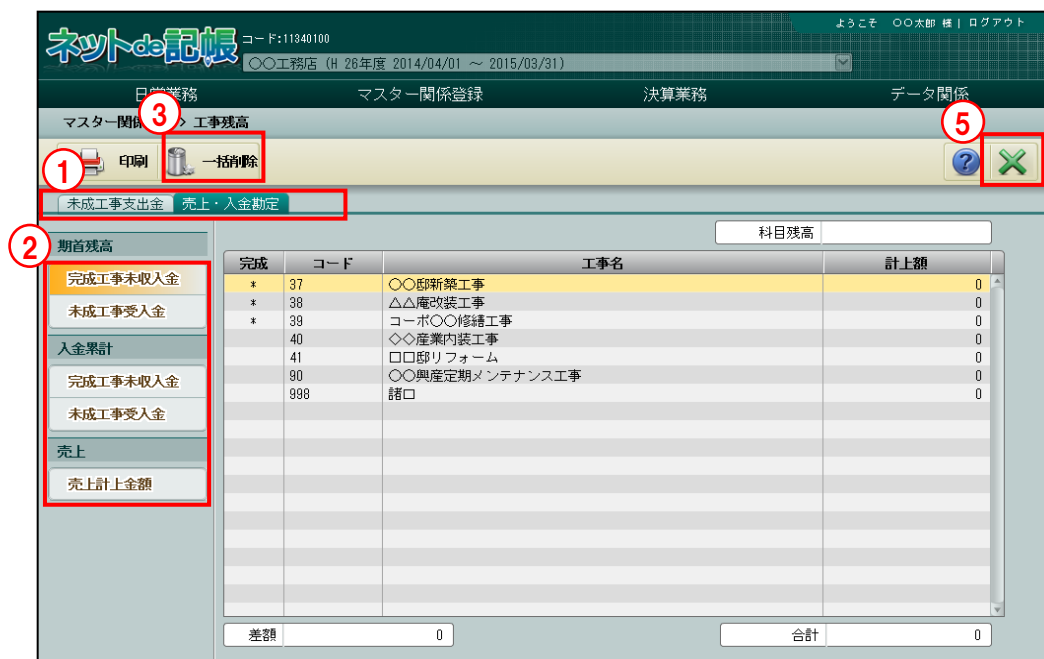 ようこそ ○○太郎 様 | ログアウト
ネットde記帳
コード:11340100
○○工務店 (H 26年度 2014/04/01 ～ 2015/03/31)
日常業務 マスター関係登録 決算業務 データ関係
マスター関係 > 工事残高
③
⑤
印刷 一括削除
①
未成工事支出金 売上・入金勘定
②
期首残高
完成工事未収入金
未成工事受入金
入金累計
完成工事未収入金
未成工事受入金
売上
売上計上金額
科目残高
完成 コード 工事名 計上額
* 37 ○○邸新築工事 0
* 38 △△庵改装工事 0
* 39 コーポ○○修繕工事 0
40 ◇◇産業内装工事 0
41 □□邸リフォーム 0
90 ○○興産定期メンテナンス工事 0
998 諸口 0
差額 0 合計 0